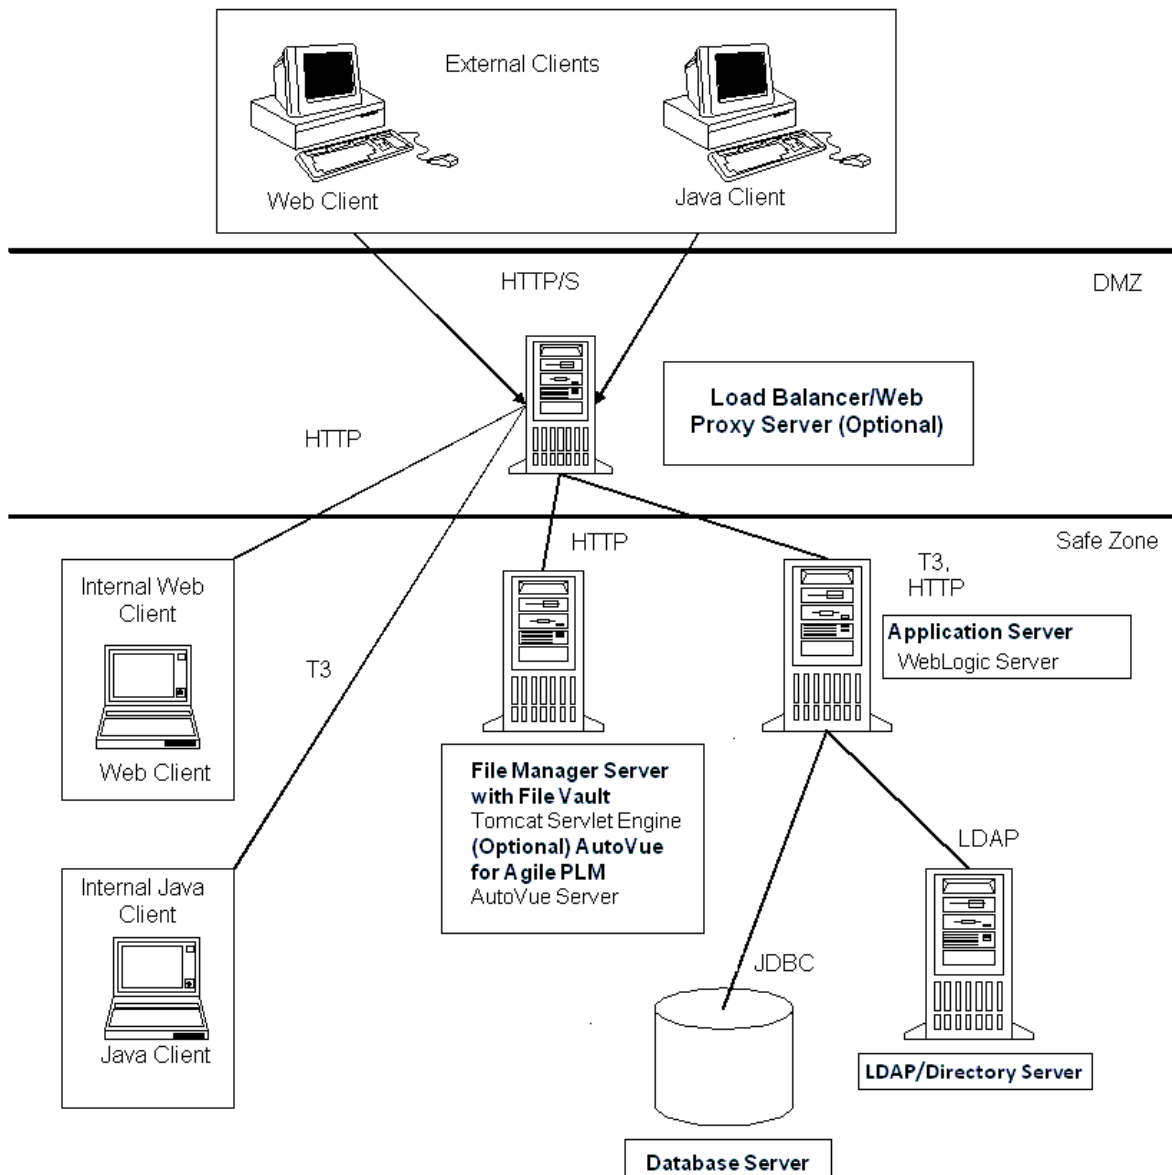 External Clients
Web Client
Java Client
HTTP/S
DMZ
Load Balancer/Web
Proxy Server (Optional)
HTTP
Safe Zone
HTTP
T3,
HTTP
Internal Web
Client
Web Client
T3
Application Server
WebLogic Server
File Manager Server
with File Vault
Tomcat Servlet Engine
(Optional) AutoVue
for Agile PLM
AutoVue Server
LDAP
Internal Java
Client
Java Client
JDBC
LDAP/Directory Server
Database Server